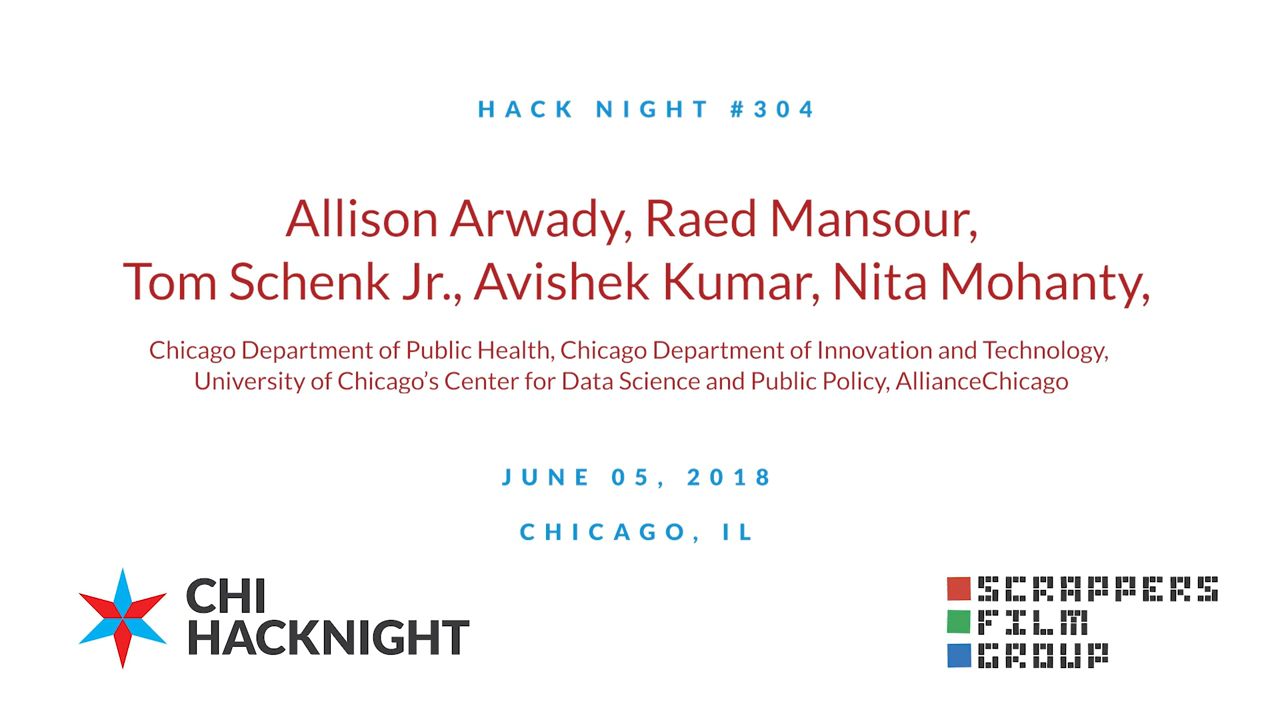 HACK NIGHT #304
Allison Arwady, Raed Mansour,
Tom Schenk Jr., Avishek Kumar, Nita Mohanty,
Chicago Department of Public Health, Chicago Department of Innovation and Technology,
University of Chicago’s Center for Data Science and Public Policy, AllianceChicago
JUNE 05, 2018
CHICAGO, IL
CHI
HACKNIGHT
SCRAPPERS
FILM
GROUP